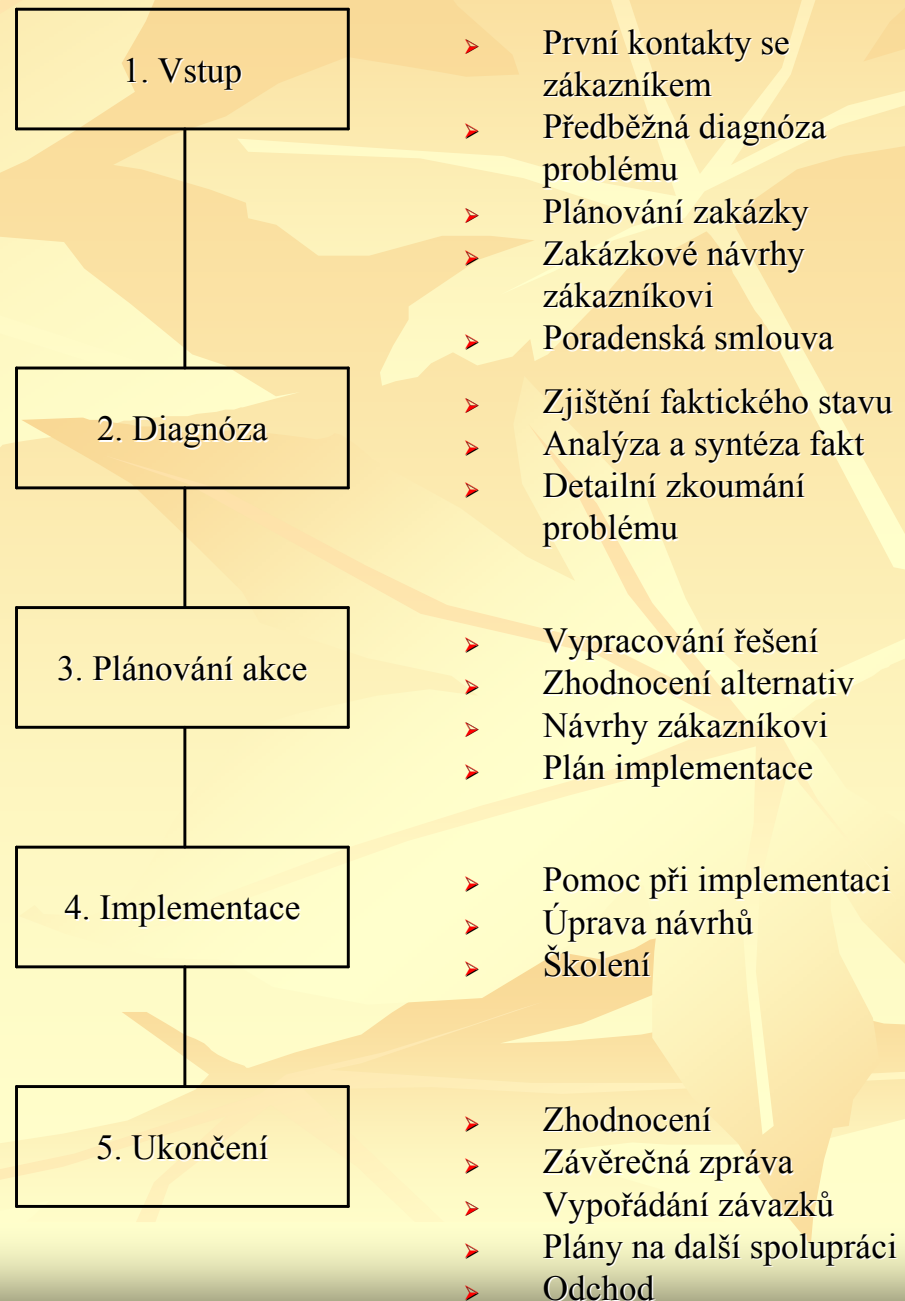 1. Vstup
První kontakty se
zákazníkem
Předběžná diagnóza
problému
Plánování zakázky
Zakázkové návrhy
zákazníkovi
Poradenská smlouva
2. Diagnóza
Zjištění faktického stavu
Analýza a syntéza fakt
Detailní zkoumání
problému
3. Plánování akce
Vypracování řešení
Zhodnocení alternativ
Návrhy zákazníkovi
Plán implementace
4. Implementace
Pomoc při implementaci
Úprava návrhů
Školení
5. Ukončení
Zhodnocení
Závěrečná zpráva
Vypořádání závazků
Plány na další spolupráci
Odchod